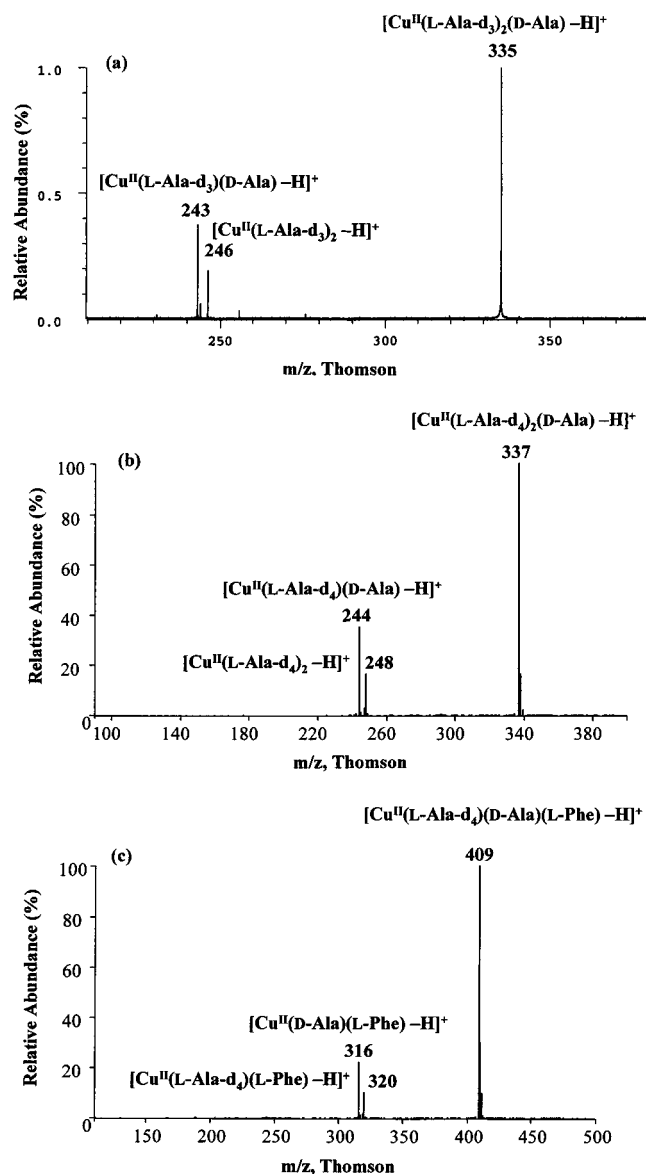 [Cuᴵᴵ(L-Ala-d₃)₂(D-Ala) –H]⁺
(a)
335
1.0
[Cuᴵᴵ(L-Ala-d₃)(D-Ala) –H]⁺
0.5
243
[Cuᴵᴵ(L-Ala-d₃)₂ –H]⁺
246
0.0
Relative Abundance (%)
250 300 350
m/z, Thomson
[Cuᴵᴵ(L-Ala-d₄)₂(D-Ala) –H}⁺
(b)
337
100
80
60
[Cuᴵᴵ(L-Ala-d₄)(D-Ala) –H]⁺
40
244
[Cuᴵᴵ(L-Ala-d₄)₂ –H]⁺ 248
20
0
Relative Abundance (%)
100 140 180 220 260 300 340 380
m/z, Thomson
[Cuᴵᴵ(L-Ala-d₄)(D-Ala)(L-Phe) –H]⁺
(c)
409
100
80
60
40
[Cuᴵᴵ(D-Ala)(L-Phe) –H]⁺
316
20
[Cuᴵᴵ(L-Ala-d₄)(L-Phe) –H]⁺ 320
0
Relative Abundance (%)
150 200 250 300 350 400 450 500
m/z, Thomson